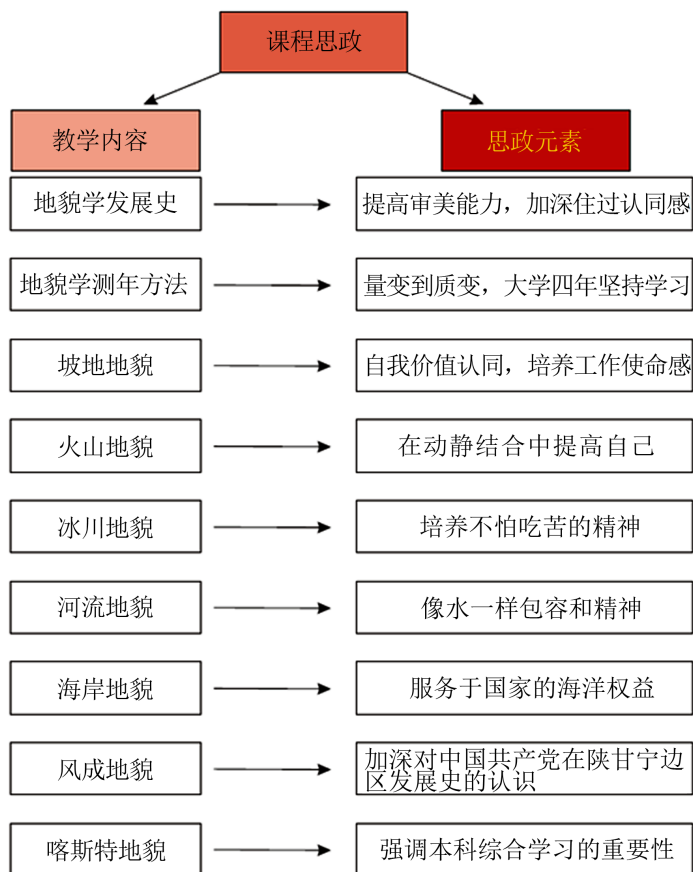 课程思政
教学内容
思政元素
地貌学发展史
提高审美能力，加深住过认同感
地貌学测年方法
量变到质变，大学四年坚持学习
坡地地貌
自我价值认同，培养工作使命感
火山地貌
在动静结合中提高自己
冰川地貌
培养不怕吃苦的精神
河流地貌
像水一样包容和精神
海岸地貌
服务于国家的海洋权益
风成地貌
加深对中国共产党在陕甘宁边
区发展史的认识
喀斯特地貌
强调本科综合学习的重要性